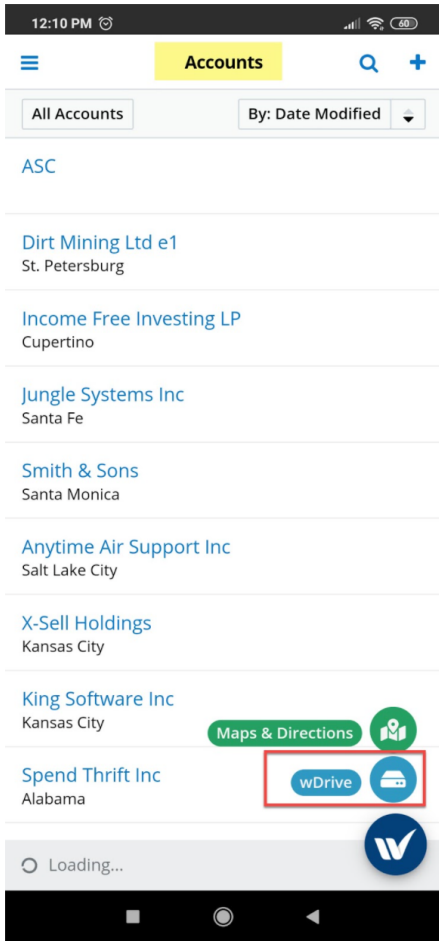 12:10 PM 60
Accounts
All Accounts By: Date Modified
ASC
Dirt Mining Ltd e1
St. Petersburg
Income Free Investing LP
Cupertino
Jungle Systems Inc
Santa Fe
Smith & Sons
Santa Monica
Anytime Air Support Inc
Salt Lake City
X-Sell Holdings
Kansas City
King Software Inc
Kansas City
Maps & Directions
Spend Thrift Inc
wDrive
Alabama
Loading...